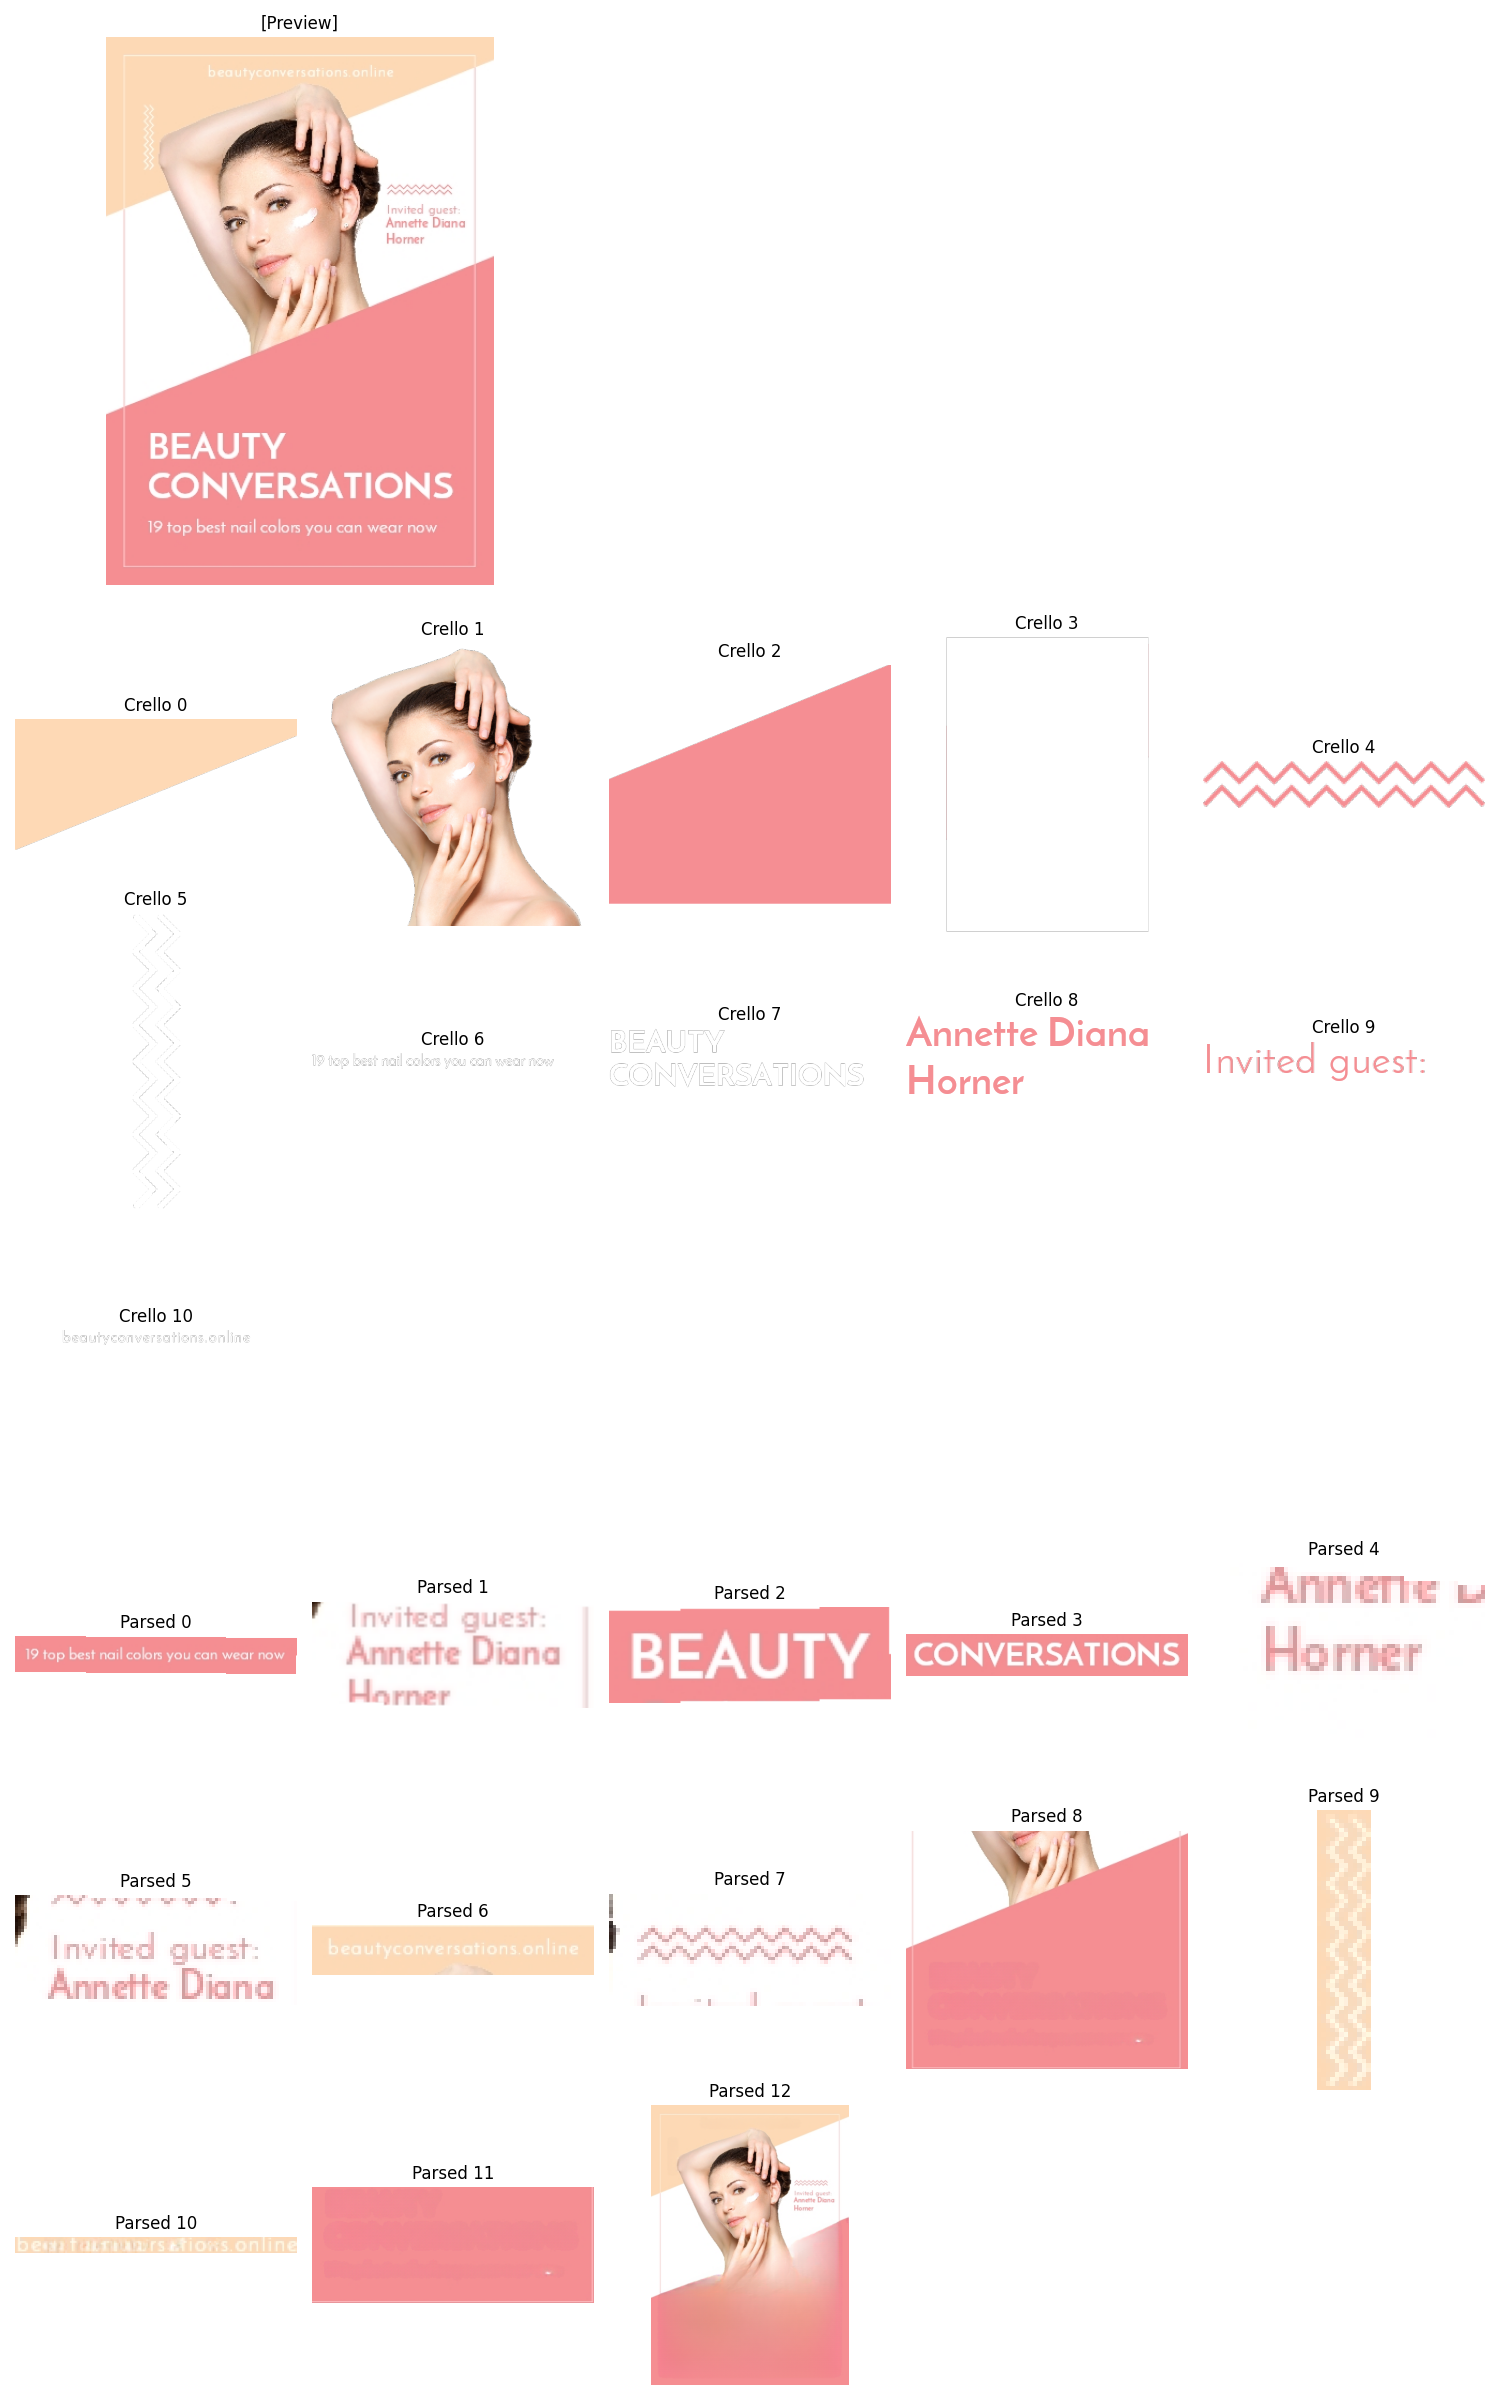 [Preview]
beautyconversations.online
Invited guest:
Annette Diana
Horner
BEAUTY
CONVERSATIONS
19 top best nail colors you can wear now
Crello 0
Crello 1
Crello 2
Crello 3
Crello 4
Crello 5
Crello 6
19 top best nail colors you can wear now
Crello 7
BEAUTY
CONVERSATIONS
Crello 8
Annette Diana
Horner
Crello 9
Invited guest:
Crello 10
beautyconversations.online
Parsed 0
19 top best nail colors you can wear now
Parsed 1
Invited guest:
Annette Diana
Horner
Parsed 2
BEAUTY
Parsed 3
CONVERSATIONS
Parsed 4
Annette
Horner
Parsed 5
Invited guest:
Annette Diana
Parsed 6
beautyconversations.online
Parsed 7
Parsed 8
Parsed 9
Parsed 10
Parsed 11
Parsed 12
Invited guest:
Annette Diana
Horner